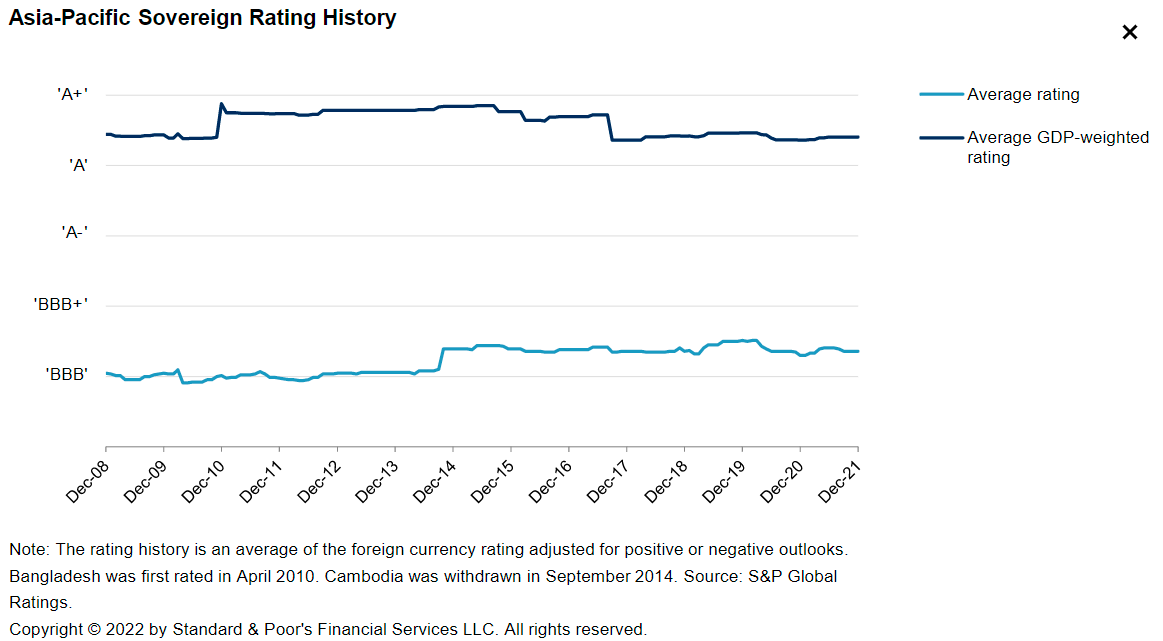 Asia-Pacific Sovereign Rating History
'A+'
'A'
'A-'
'BBB+'
'BBB'
Average rating
Average GDP-weighted
rating
Dec-08
Dec-09
Dec-10
Dec-11
Dec-12
Dec-13
Dec-14
Dec-15
Dec-16
Dec-17
Dec-18
Dec-19
Dec-20
Dec-21
Note: The rating history is an average of the foreign currency rating adjusted for positive or negative outlooks.
Bangladesh was first rated in April 2010. Cambodia was withdrawn in September 2014. Source: S&P Global
Ratings.
Copyright © 2022 by Standard & Poor's Financial Services LLC. All rights reserved.